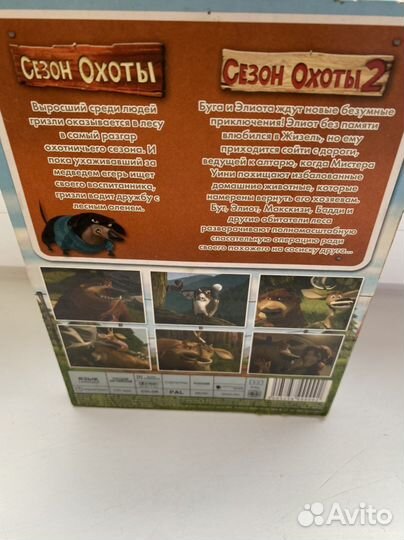 Сезон Охоты
Выросший среди людей
гризли оказывается в лесу
в самый разгар
охотничьего сезона. И
пока ухаживавший за
медведем егерь ищет
своего воспитанника,
гризли водит дружбу с
лесным оленем.
Сезон Охоты 2
Буга и Элиота ждут новые безумные
приключения! Элиот без памяти
влюбился в Жизель, но ему
приходится сойти с дороги,
ведущей к алтарю, когда Мистера
Уини похищают избалованные
домашние животные, которые
намерены вернуть его хозяевам.
Буг, Элиот, Макскизи, Бадди и
другие обитатели леса
разворачивают полномасштабную
спасательную операцию ради
своего похожего на сосиску друга...
ЯЗЫК
PAL
Avito